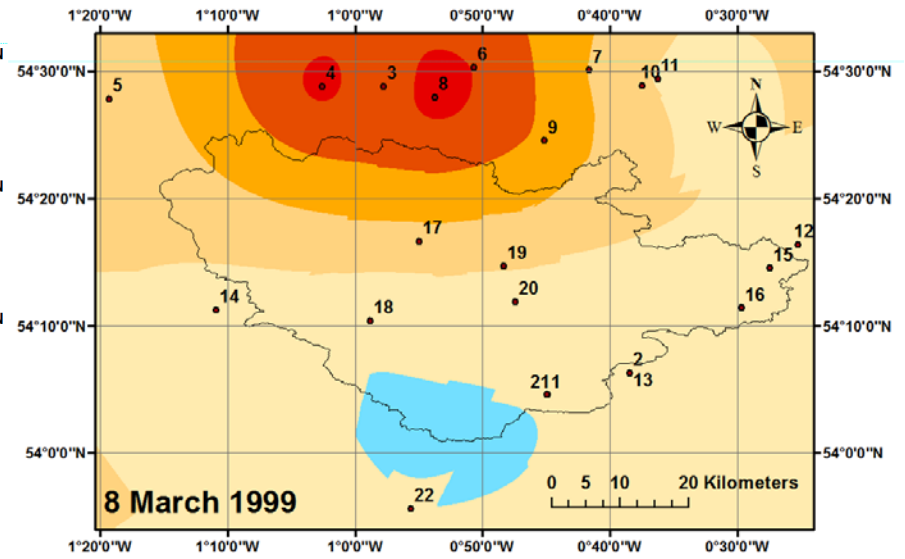 1°20'0"W 1°10'0"W 1°0'0"W 0°50'0"W 0°40'0"W 0°30'0"W
6 7
54°30'0"N 4 3 8 10 11 54°30'0"N
5
N
9 W E
S
54°20'0"N 54°20'0"N
17 12
19 15
14 18 20 16
54°10'0"N 54°10'0"N
2
211 13
54°0'0"N 54°0'0"N
0 5 10 20 Kilometers
8 March 1999 22
1°20'0"W 1°10'0"W 1°0'0"W 0°50'0"W 0°40'0"W 0°30'0"W